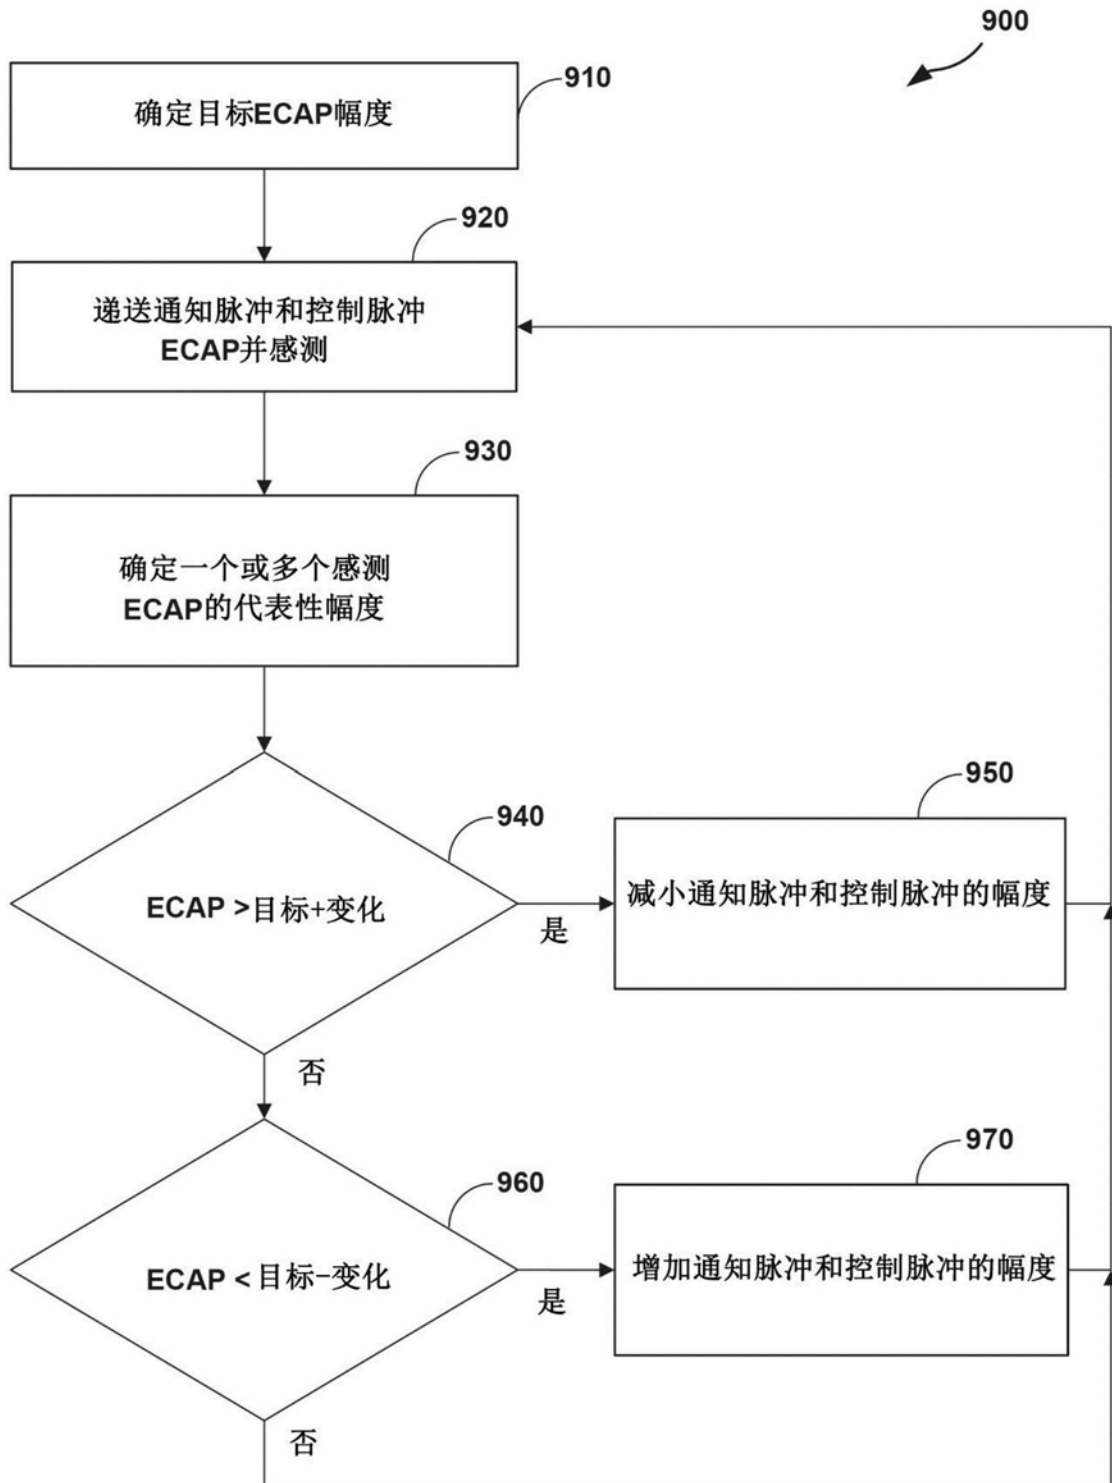 900
910
确定目标ECAP幅度
920
递送通知脉冲和控制脉冲
ECAP并感测
930
确定一个或多个感测
ECAP的代表性幅度
940
ECAP >目标+变化
是
950
减小通知脉冲和控制脉冲的幅度
否
960
ECAP < 目标-变化
是
970
增加通知脉冲和控制脉冲的幅度
否